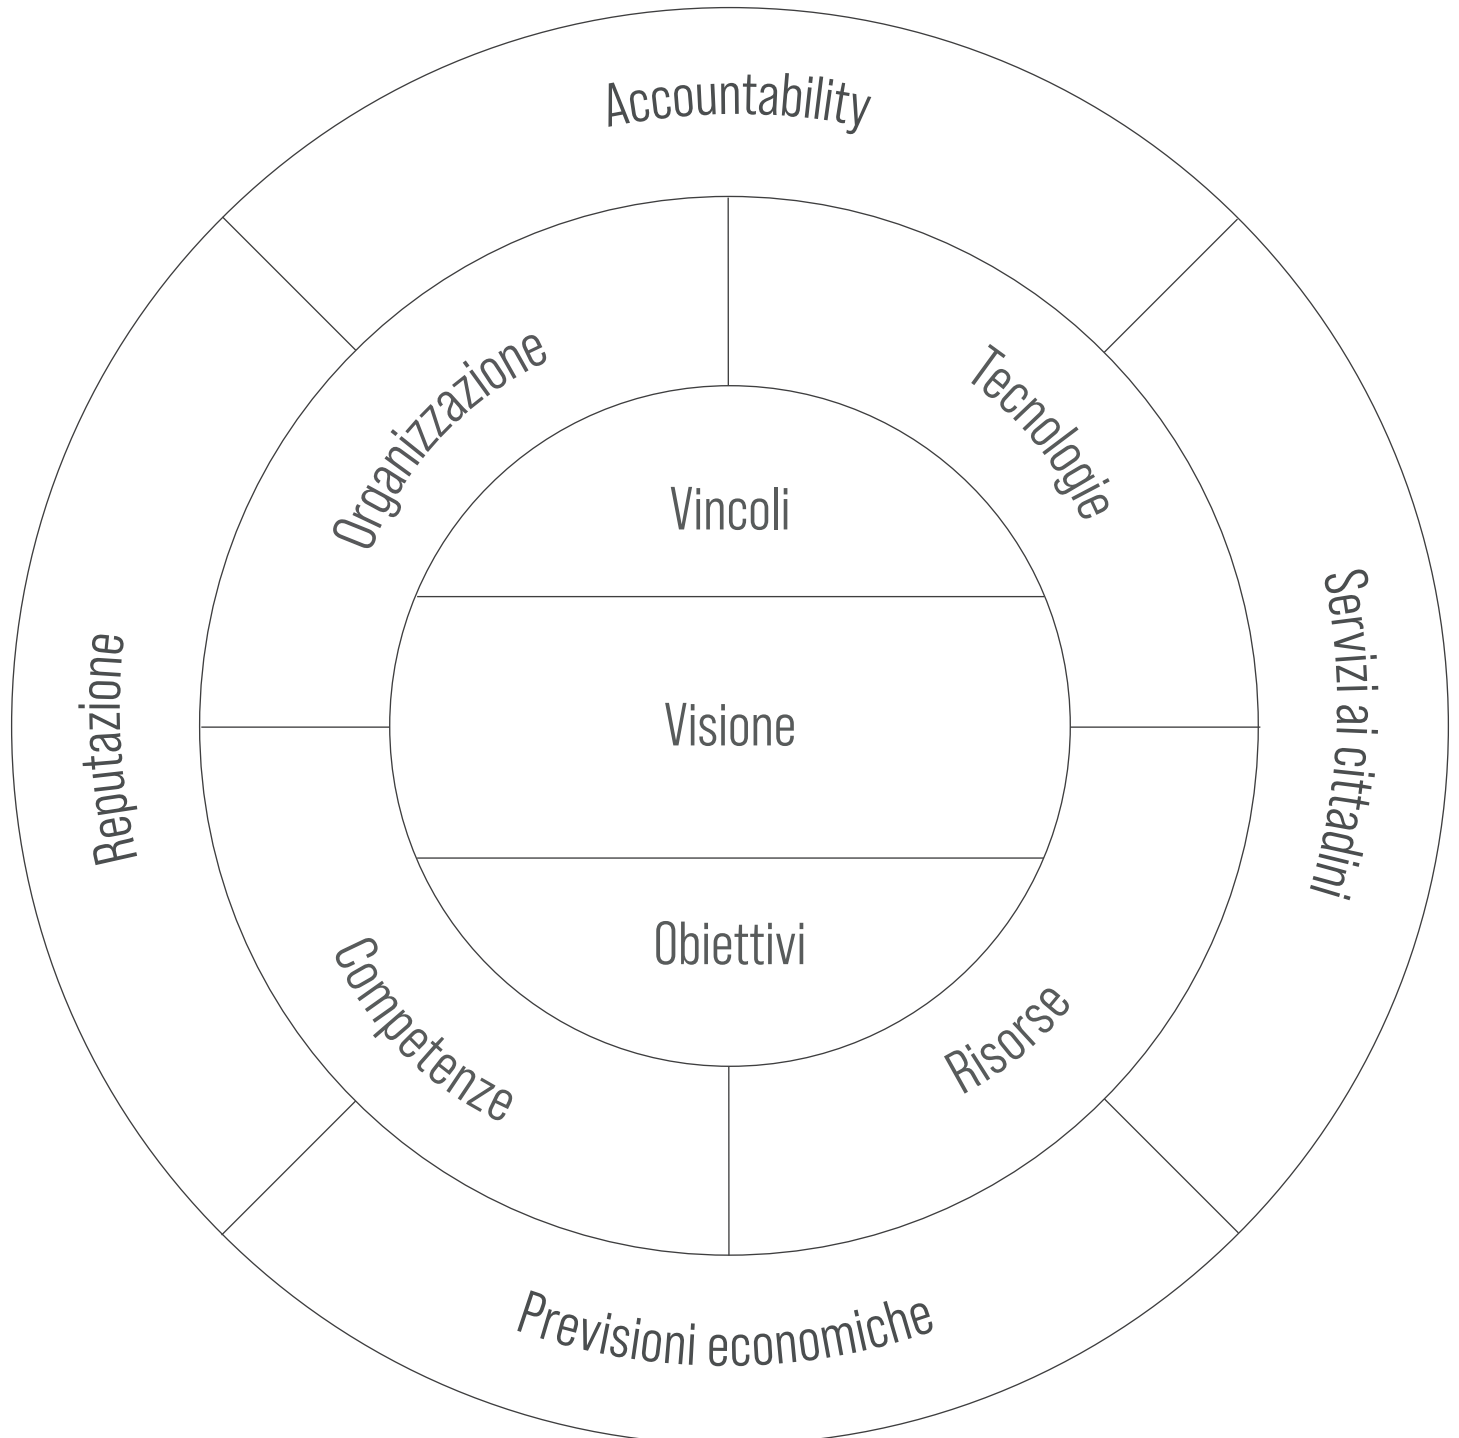 Accountability
Organizzazione
Tecnologie
Vincoli
Servizi ai cittadini
Reputazione
Visione
Obiettivi
Competenze
Risorse
Previsioni economiche